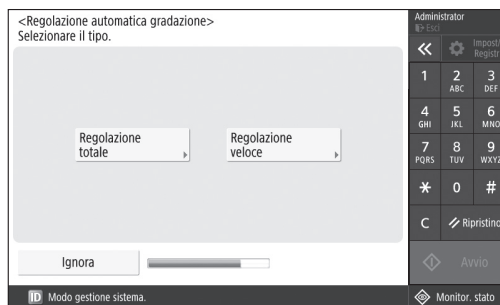 <Regolazione automatica gradazione>
Selezionare il tipo.
Regolazione
totale
Regolazione
veloce
Ignora
ID Modo gestione sistema.
Administrator
Esci
Impost/
Registr
1
2
ABC
3
DEF
4
GHI
5
JKL
6
MNO
7
PQRS
8
TUV
9
WXYZ
*
0
#
C
Ripristino
Avvio
Monitor. stato